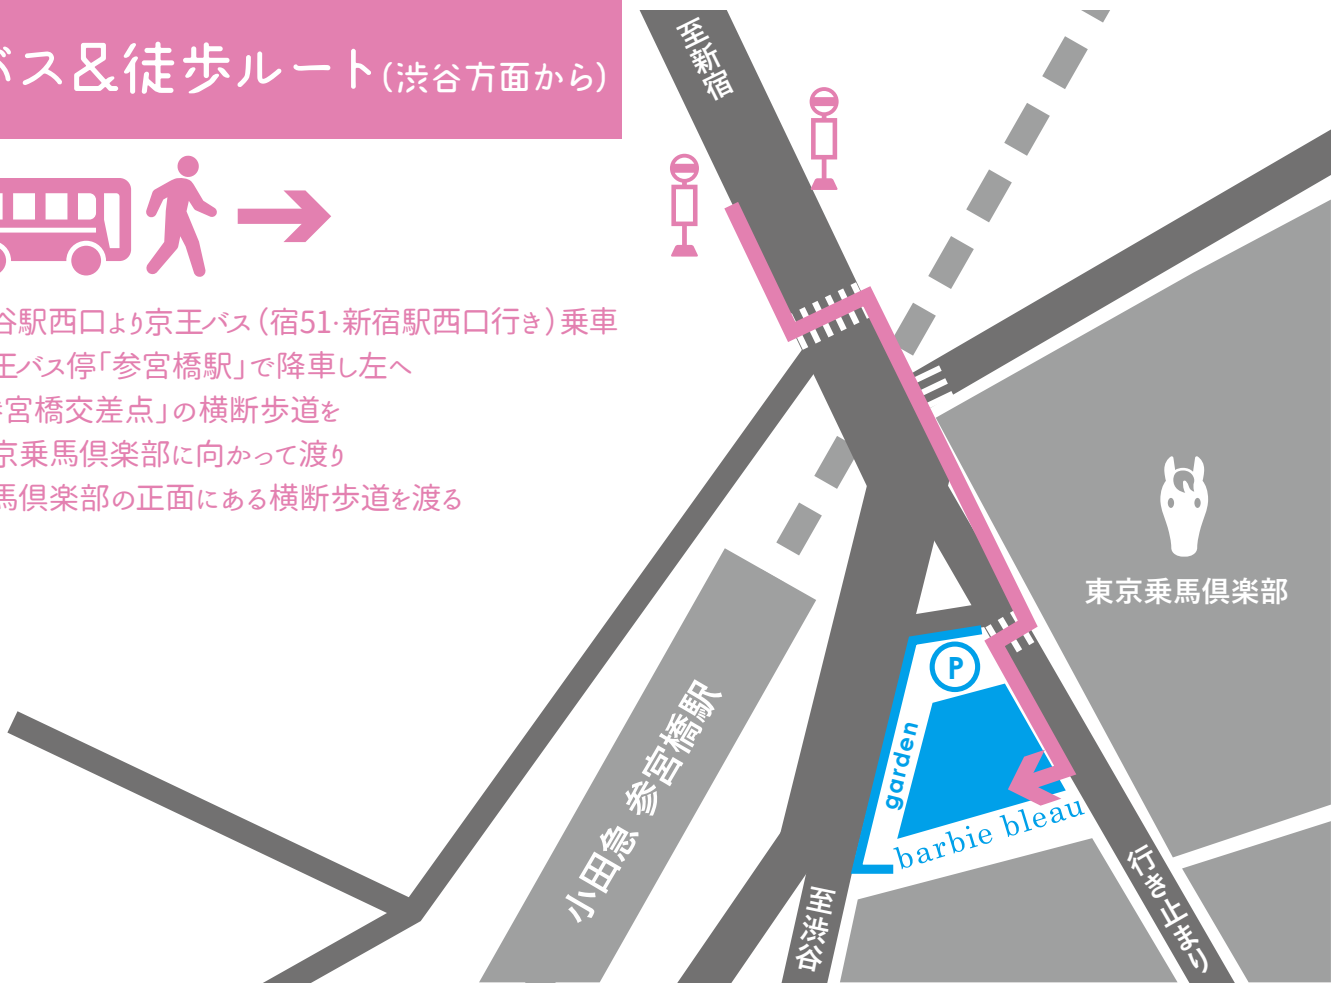 バス&徒歩ルート(渋谷方面から)
谷駅西口より京王バス(宿51·新宿駅西口行き)乗車
王バス停「参宮橋駅」で降車し左へ
宮橋交差点」の横断歩道を
京乗馬倶楽部に向かって渡り
馬倶楽部の正面にある横断歩道を渡る
至新宿
東京乗馬倶楽部
小田急 参宮橋駅
P
garden
barbie bleau
至渋谷
行き止まり